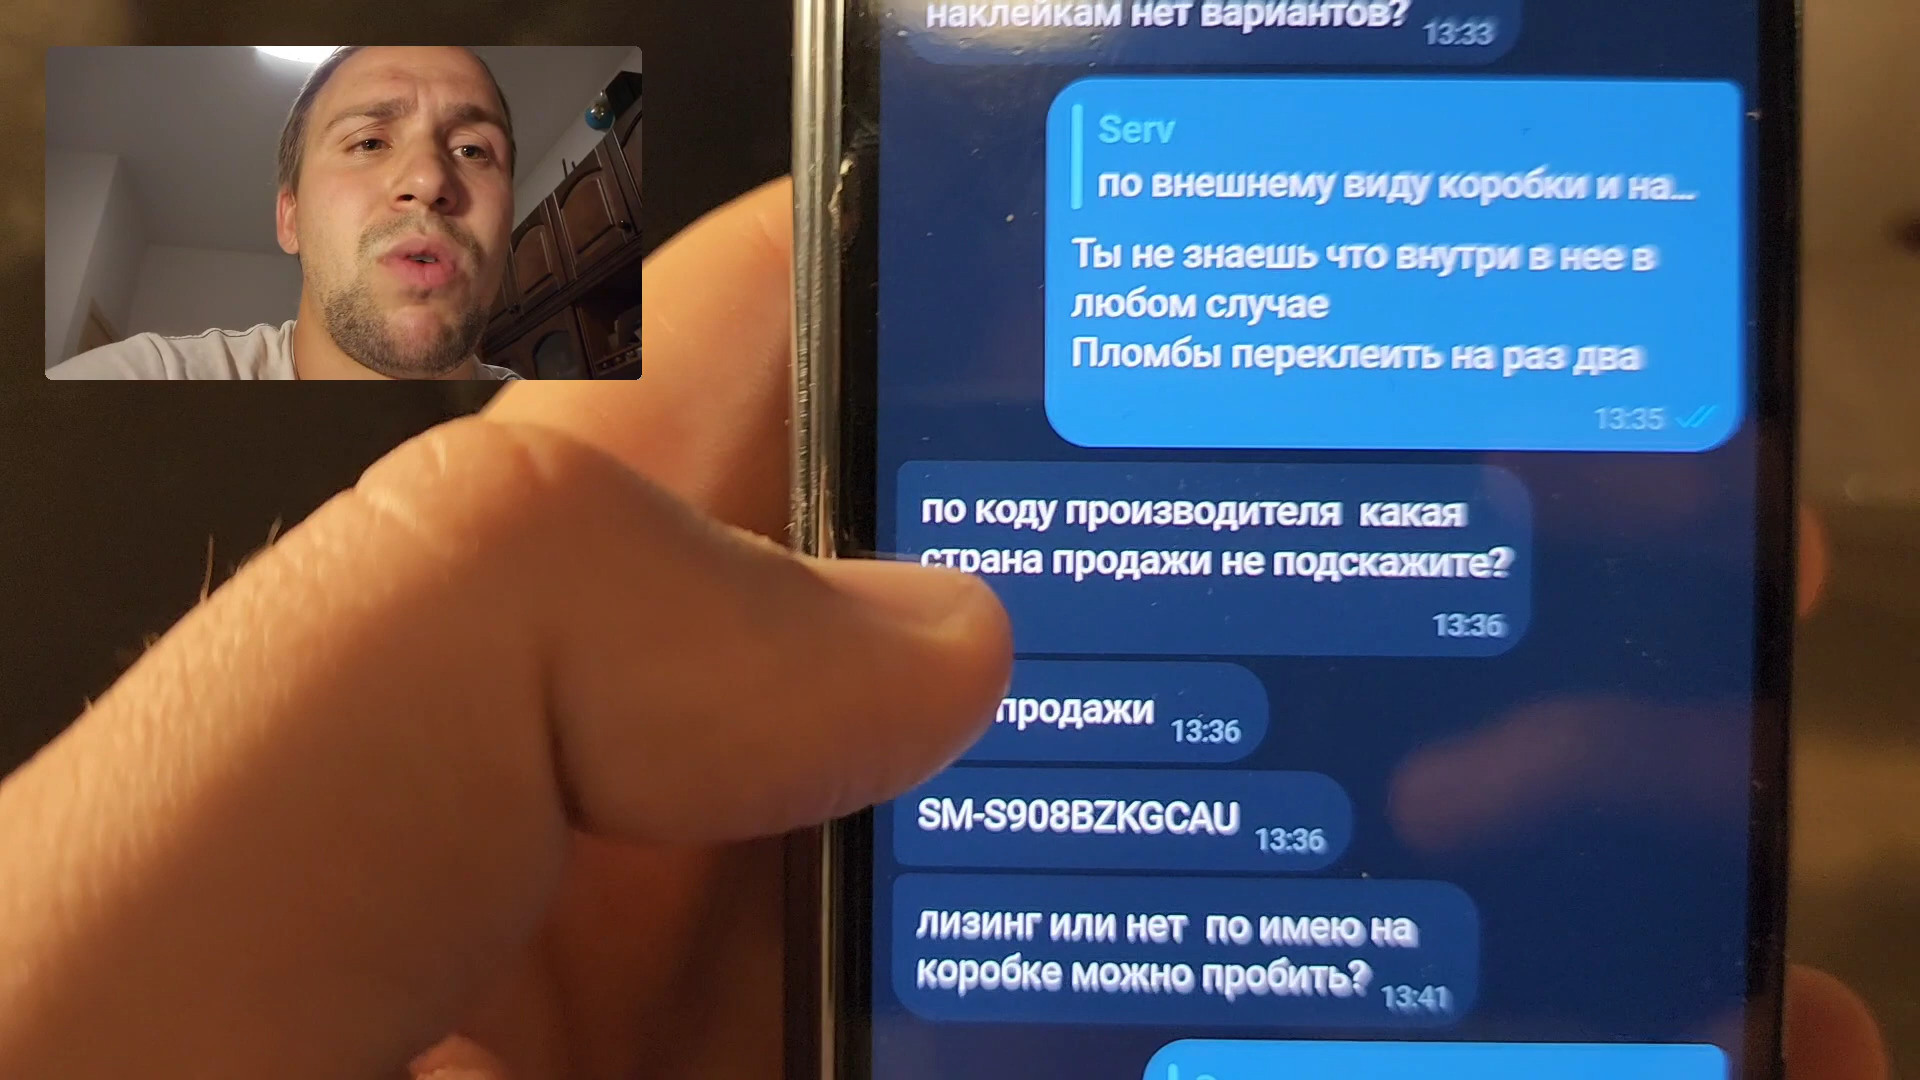 наклейкам нет вариантов? 13:33
Serv
по внешнему виду коробки и на...
Ты не знаешь что внутри в нее в
любом случае
Пломбы переклеить на раз два
13:35
по коду производителя какая
страна продажи не подскажите?
13:36
продажи 13:36
SM-S908BZKGCAU 13:36
лизинг или нет по имею на
коробке можно пробить? 13:41